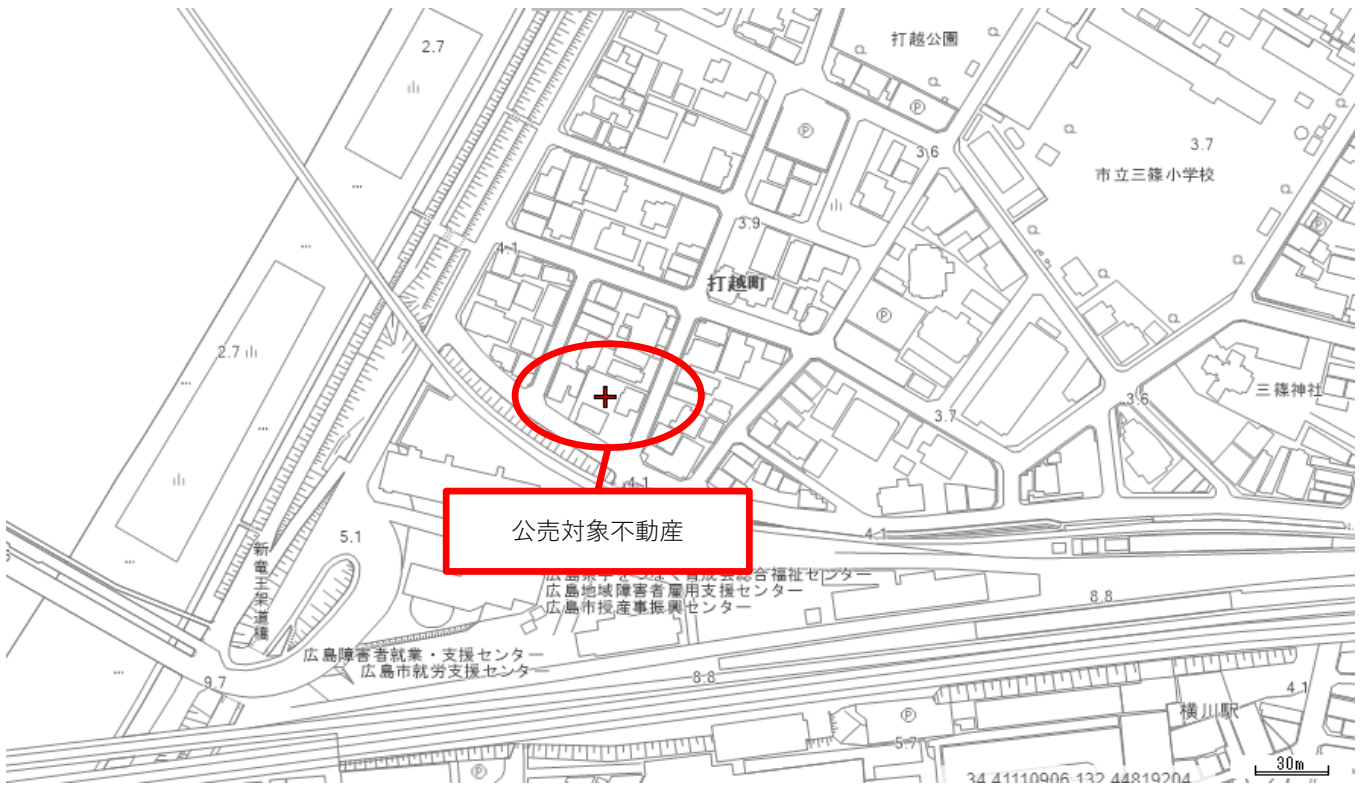 2.7
打越公園
Ⓟ
Ⓟ
3.7
3.6
市立三篠小学校
Ⓟ
3.9
4.1
打越町
Ⓟ
2.7
三篠神社
3.6
3.7
4.1
公売対象不動産
4.1
5.1
新竜王架道橋
広島地域障害者雇用支援センター
広島市授産事業振興センター
8.8
広島障害者就業・支援センター
広島市就労支援センター
8.8
9.7
4.1
横川駅
Ⓟ
5.7
Ⓟ
30m
34.41110906 132.44819204